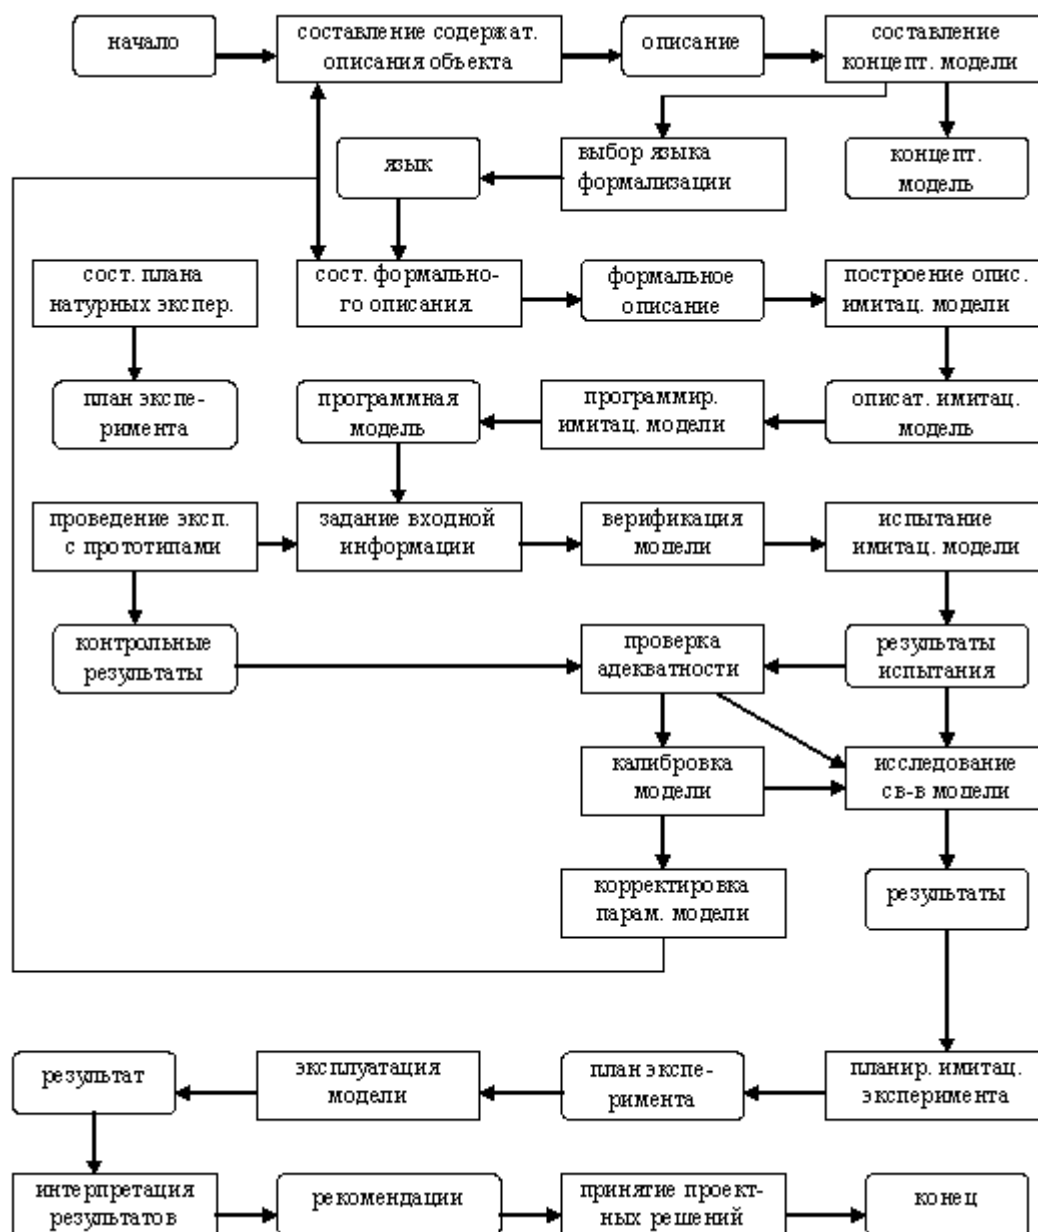 начало
составление содержат.
описания объекта
описание
составление
концепт. модели
язык
выбор языка
формализации
концепт.
модель
сост. плана
натурных экспер.
сост. формально-
го описания
формальное
описание
построение опис.
имитац. модели
план экспе-
римента
программная
модель
программир.
имитац. модели
описат. имитац.
модель
проведение эксп.
с прототипами
задание входной
информации
верификация
модели
испытание
имитац. модели
контрольные
результаты
проверка
адекватности
результаты
испытания
калибровка
модели
исследование
св-в модели
корректировка
парам. модели
результаты
результат
эксплуатация
модели
план экспе-
римента
планир. имитац.
эксперимента
интерпретация
результатов
рекомендации
принятие проект-
ных решений
конец